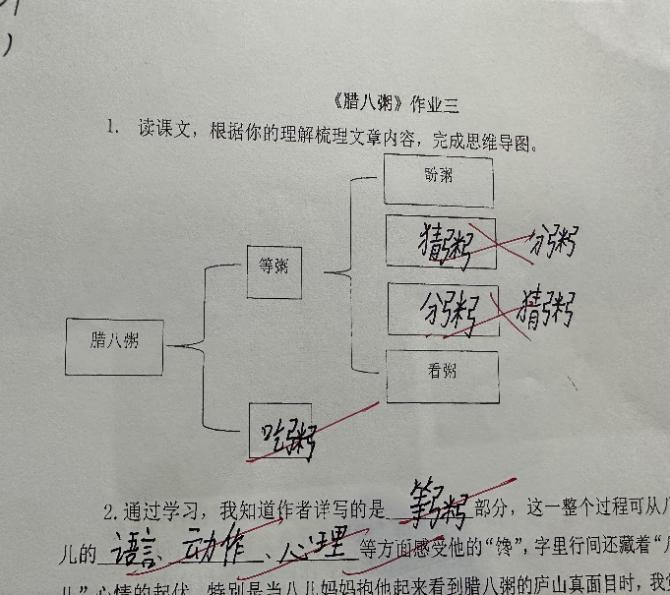 《腊八粥》作业三
1. 读课文，根据你的理解梳理文章内容，完成思维导图。
盼粥
猜粥 分粥
等粥
分粥 猜粥
腊八粥
看粥
吃粥
2.通过学习，我知道作者详写的是 等粥 部分，这一整个过程可从八
儿的 语言、动作、心理 等方面感受他的“馋”，字里行间还藏着“八
儿”心情的起伏，特别是当八儿妈妈抱他起来看到腊八粥的庐山真面目时，我